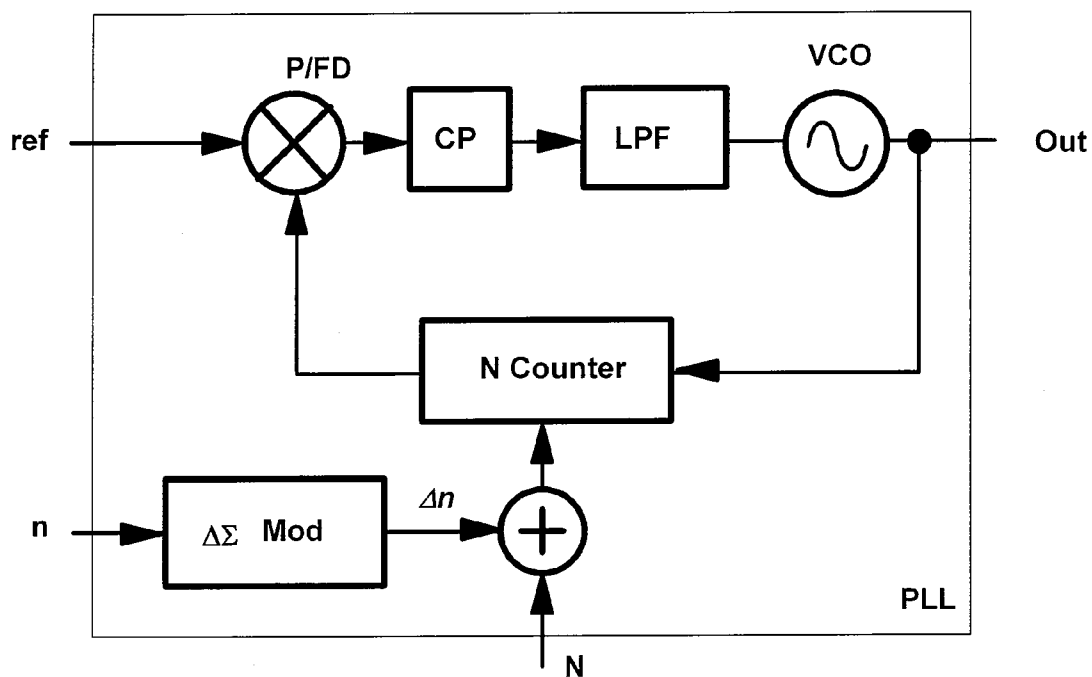 VCO
P/FD
ref
CP
LPF
Out
N Counter
n
ΔΣ Mod
Δn
PLL
N